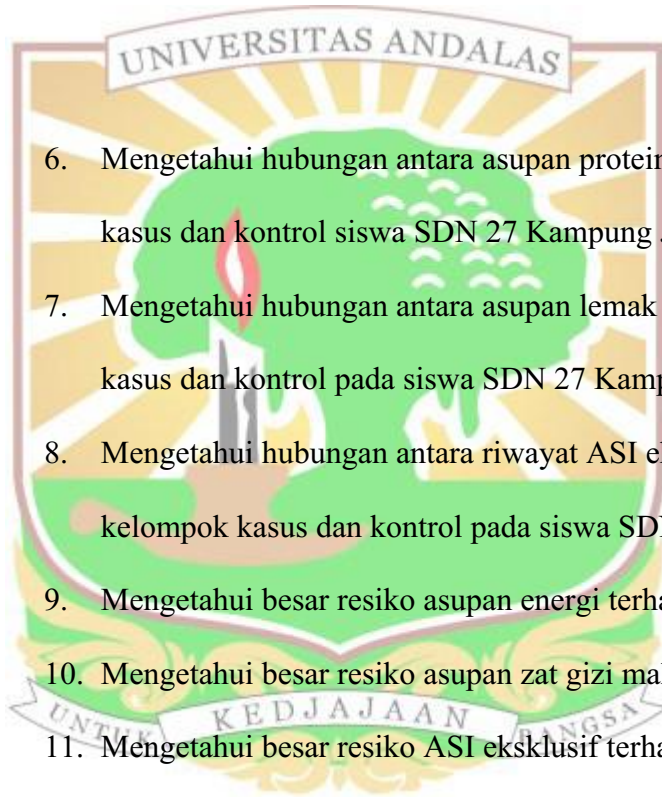 UNIVERSITAS ANDALAS
6. Mengetahui hubungan antara asupan protein
kasus dan kontrol siswa SDN 27 Kampung
7. Mengetahui hubungan antara asupan lemak
kasus dan kontrol pada siswa SDN 27
8. Mengetahui hubungan antara riwayat ASI
kelompok kasus dan kontrol pada siswa
9. Mengetahui besar resiko asupan energi
10. Mengetahui besar resiko asupan zat gizi
UNTUK KEDJAJAAN BANGSA
11. Mengetahui besar resiko ASI eksklusif